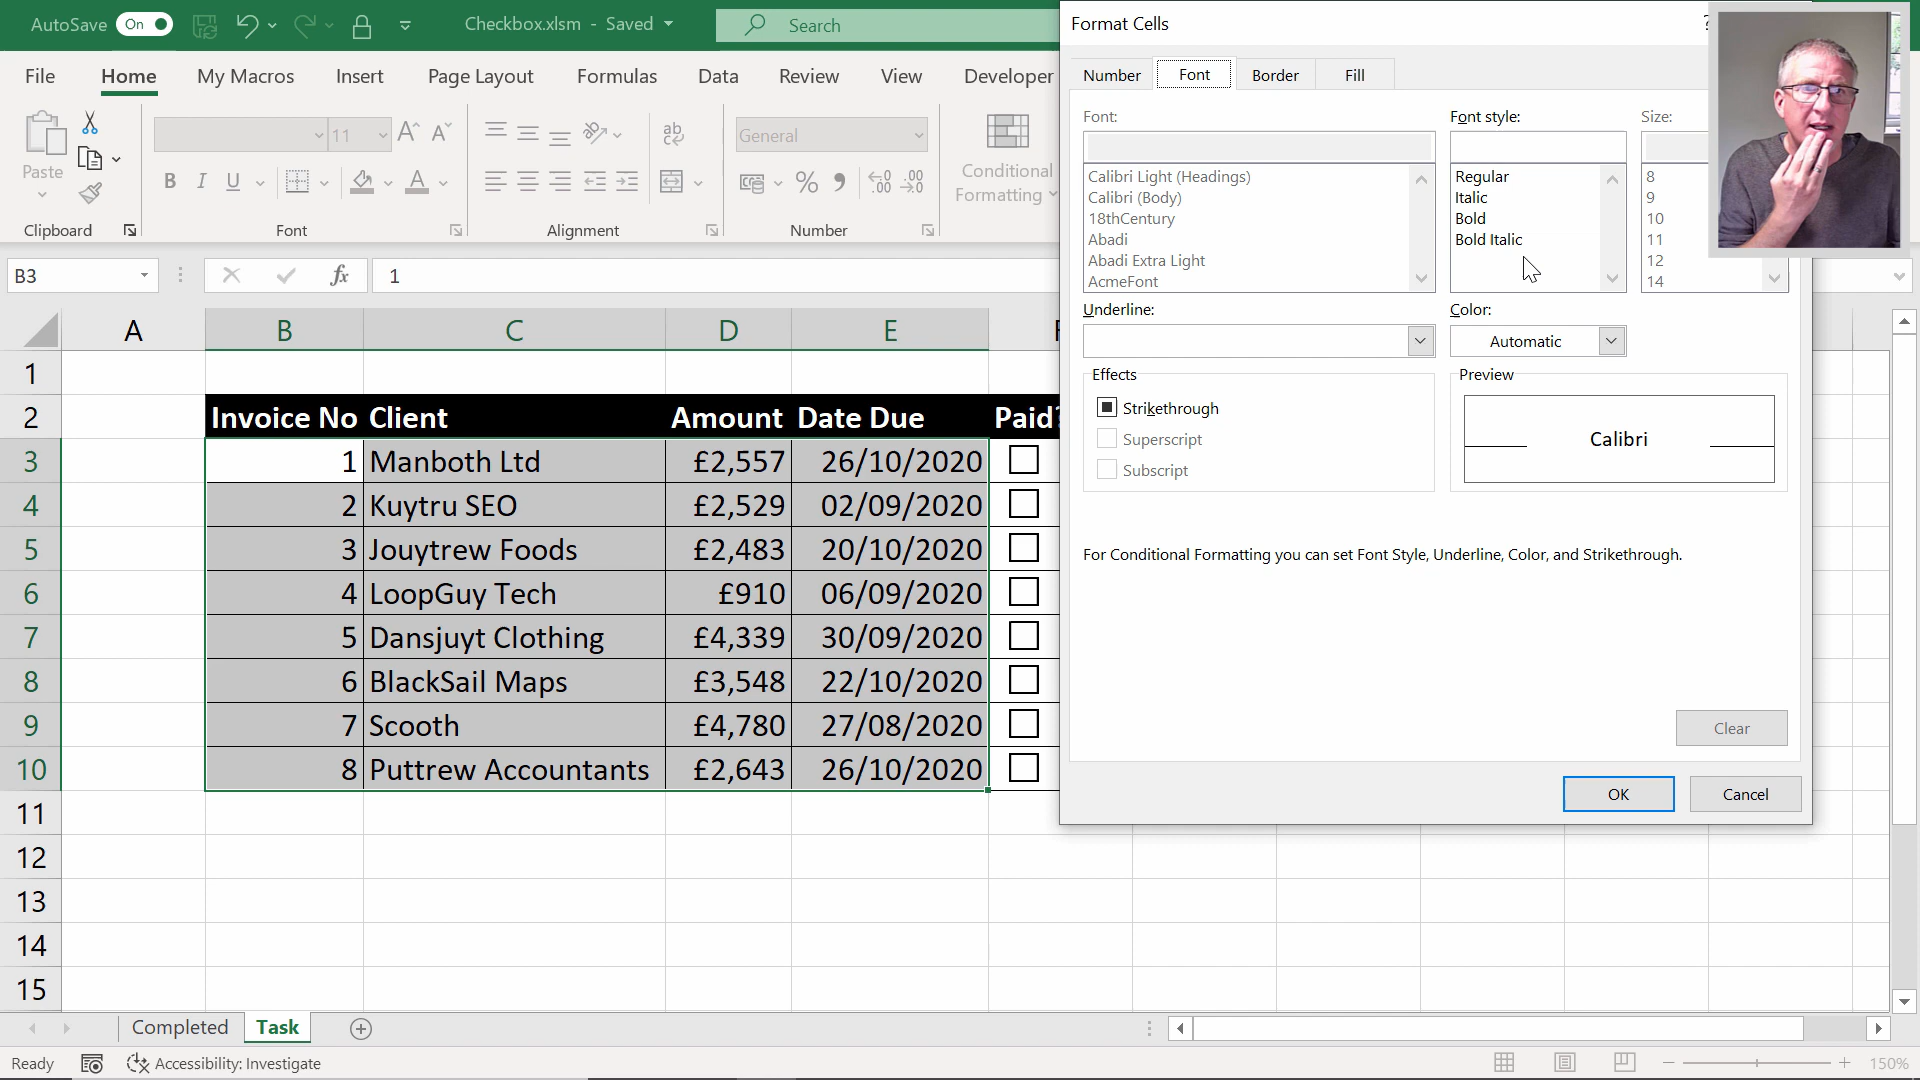 AutoSave On Checkbox.xlsm - Saved Search
File Home My Macros Insert Page Layout Formulas Data Review View Developer
Paste
11 A A
ab
General
Conditional
Formatting
B I U A
Clipboard Font Alignment Number
B3 fx 1
A B C D E
1
2 Invoice No Client Amount Date Due Paid?
3 1 Manboth Ltd £2,557 26/10/2020
4 2 Kuytru SEO £2,529 02/09/2020
5 3 Jouytrew Foods £2,483 20/10/2020
6 4 LoopGuy Tech £910 06/09/2020
7 5 Dansjuyt Clothing £4,339 30/09/2020
8 6 BlackSail Maps £3,548 22/10/2020
9 7 Scooth £4,780 27/08/2020
10 8 Puttrew Accountants £2,643 26/10/2020
11
12
13
14
15
Completed Task
Ready Accessibility: Investigate 150%
Format Cells ?
Number Font Border Fill
Font: Font style: Size:
Calibri Light (Headings) Regular 8
Calibri (Body) Italic 9
18thCentury Bold 10
Abadi Bold Italic 11
Abadi Extra Light 12
AcmeFont 14
Underline: Color:
Automatic
Effects Preview
Strikethrough
Superscript Calibri
Subscript
For Conditional Formatting you can set Font Style, Underline, Color, and Strikethrough.
Clear
OK Cancel